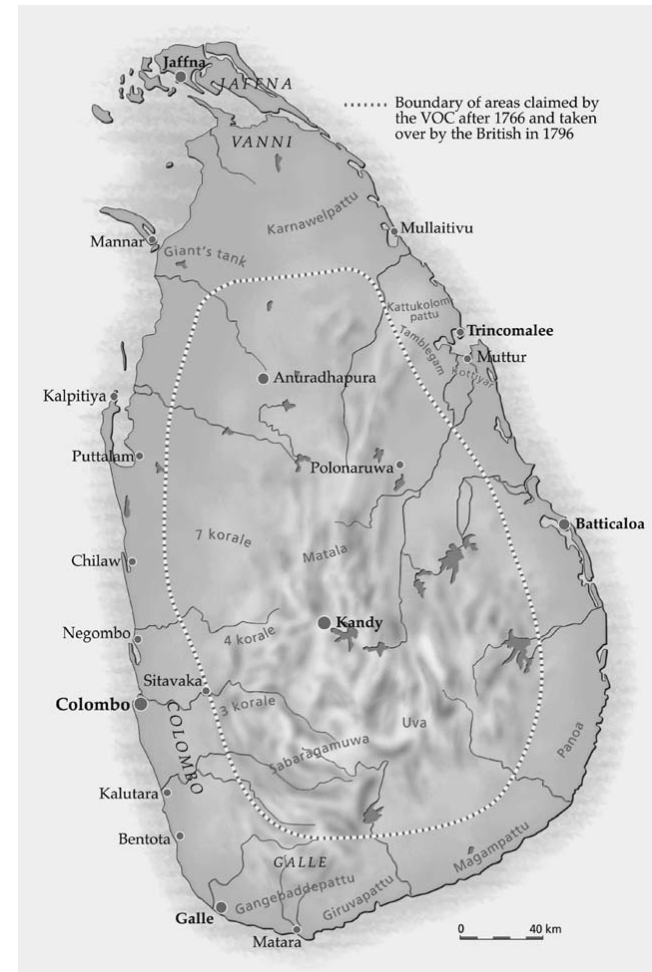 Jaffna
JAFFNA
Boundary of areas claimed by
the VOC after 1766 and taken
over by the British in 1796
VANNI
Karnawelpattu
Mullaitivu
Mannar
Giant's tank
Kattukolom
pattu
Tamblegam
Trincomalee
Muttur
Kottiyar
Anuradhapura
Kalpitiya
Puttalam
Polonaruwa
Batticaloa
7 korale
Matala
Chilaw
Kandy
Negombo
4 korale
Sitavaka
Colombo
COLOMBO
3 korale
Uva
Panoa
Sabaragamuwa
Kalutara
Bentota
GALLE
Magampattu
Gangebaddepattu
Giruvapattu
Galle
Matara
0 40 km